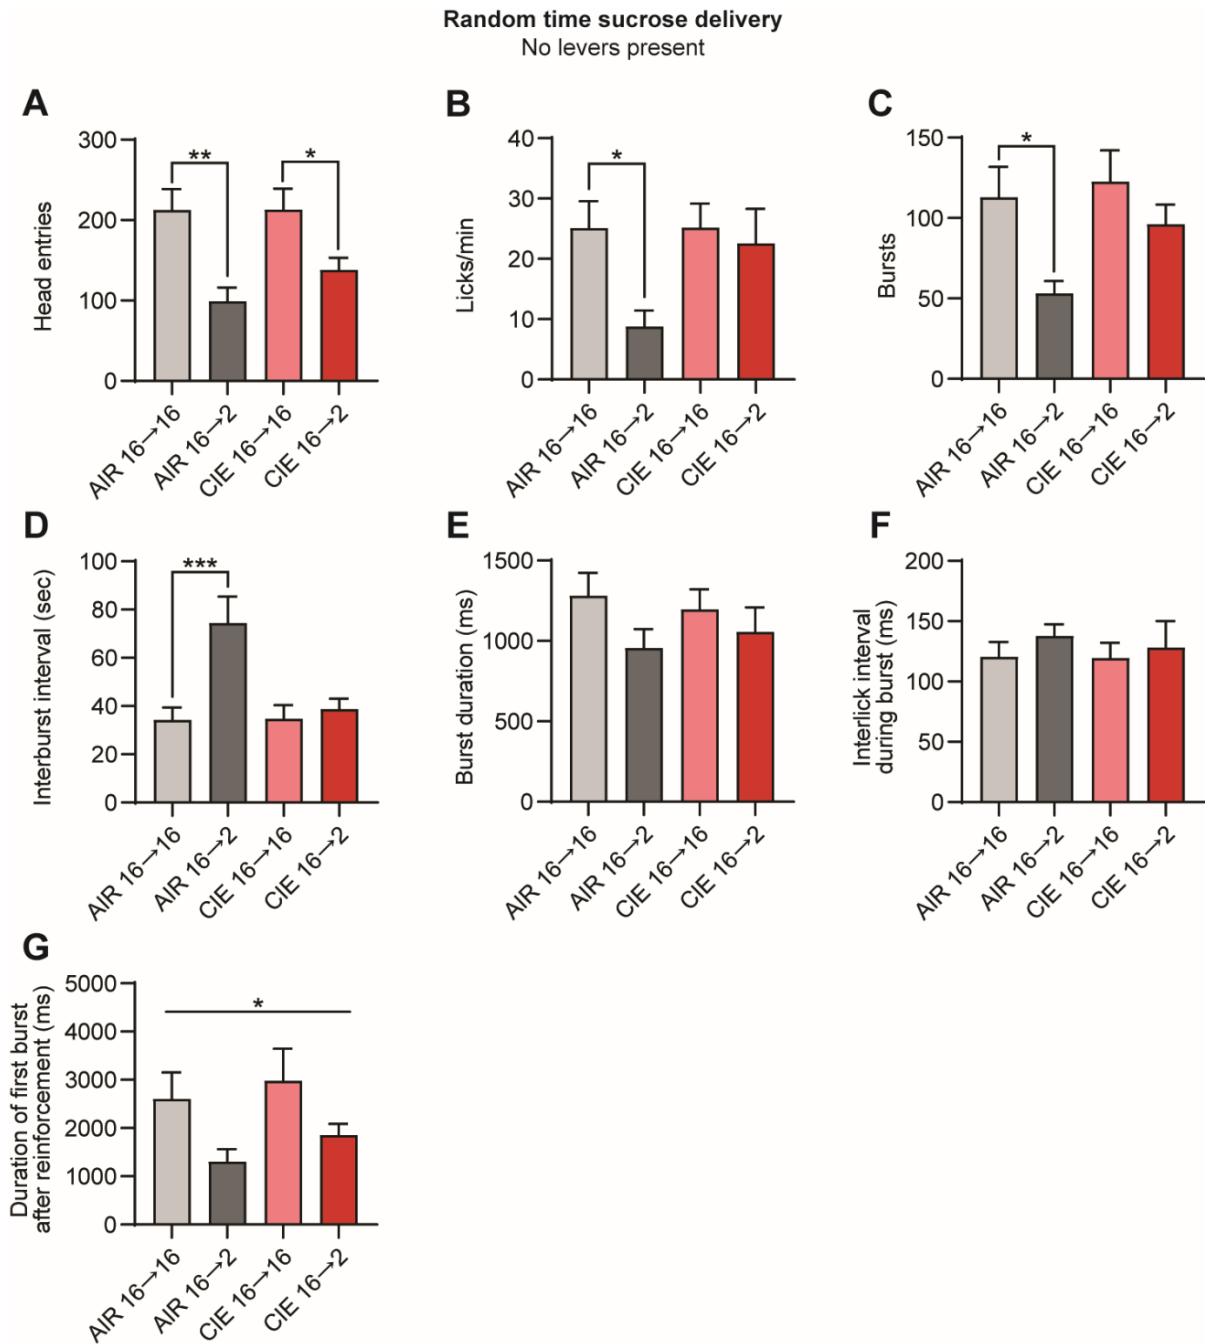 Random time sucrose delivery
No levers present
A
Head entries
300
200
100
0
**
*
AIR 16→16
AIR 16→2
CIE 16→16
CIE 16→2
B
Licks/min
40
30
20
10
0
*
AIR 16→16
AIR 16→2
CIE 16→16
CIE 16→2
C
Bursts
150
100
50
0
*
AIR 16→16
AIR 16→2
CIE 16→16
CIE 16→2
D
Interburst interval (sec)
100
80
60
40
20
0
***
AIR 16→16
AIR 16→2
CIE 16→16
CIE 16→2
E
Burst duration (ms)
1500
1000
500
0
AIR 16→16
AIR 16→2
CIE 16→16
CIE 16→2
F
Interlick interval
during burst (ms)
200
150
100
50
0
AIR 16→16
AIR 16→2
CIE 16→16
CIE 16→2
G
Duration of first burst
after reinforcement (ms)
5000
4000
3000
2000
1000
0
*
AIR 16→16
AIR 16→2
CIE 16→16
CIE 16→2